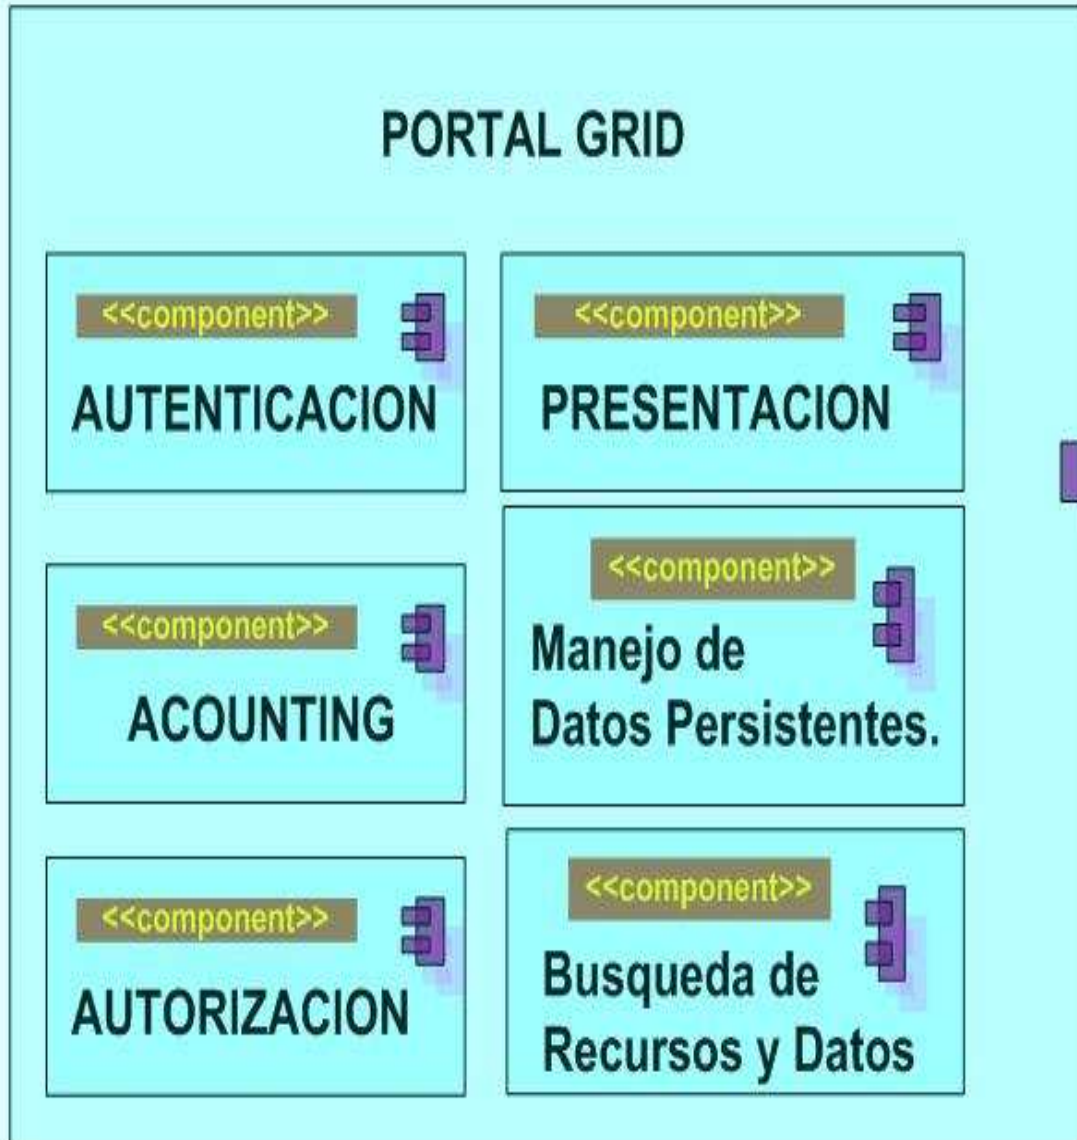 PORTAL GRID
<<component>>
AUTENTICACION
<<component>>
PRESENTACION
<<component>>
ACOUNTING
<<component>>
Manejo de
Datos Persistentes.
<<component>>
AUTORIZACION
<<component>>
Busqueda de
Recursos y Datos